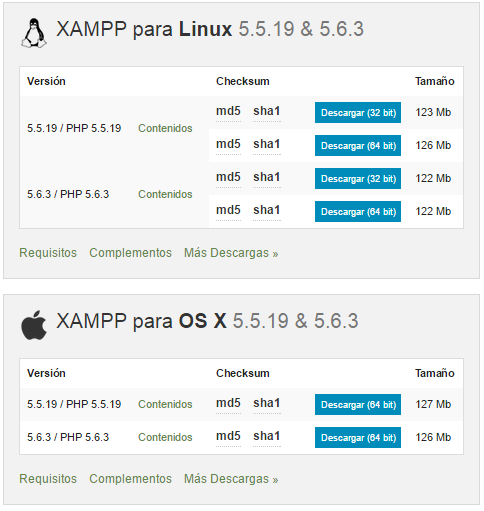 XAMPP para Linux 5.5.19 & 5.6.3
Versión Checksum Tamaño
5.5.19 / PHP 5.5.19 Contenidos
md5 sha1 Descargar (32 bit) 123 Mb
md5 sha1 Descargar (64 bit) 126 Mb
5.6.3 / PHP 5.6.3 Contenidos
md5 sha1 Descargar (32 bit) 122 Mb
md5 sha1 Descargar (64 bit) 122 Mb
Requisitos Complementos Más Descargas »
XAMPP para OS X 5.5.19 & 5.6.3
Versión Checksum Tamaño
5.5.19 / PHP 5.5.19 Contenidos md5 sha1 Descargar (64 bit) 127 Mb
5.6.3 / PHP 5.6.3 Contenidos md5 sha1 Descargar (64 bit) 126 Mb
Requisitos Complementos Más Descargas »